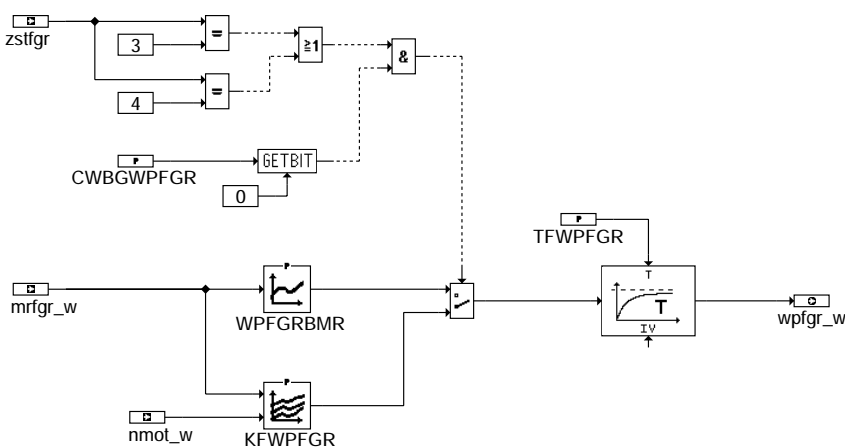 zstfgr
3
=
≥1
&
4
=
P
CWBGWPFGR
GETBIT
0
P
TFWPFGR
mrfgr_w
P
WPFGRBMR
T
T
IV
wpfgr_w
nmot_w
P
KFWPFGR